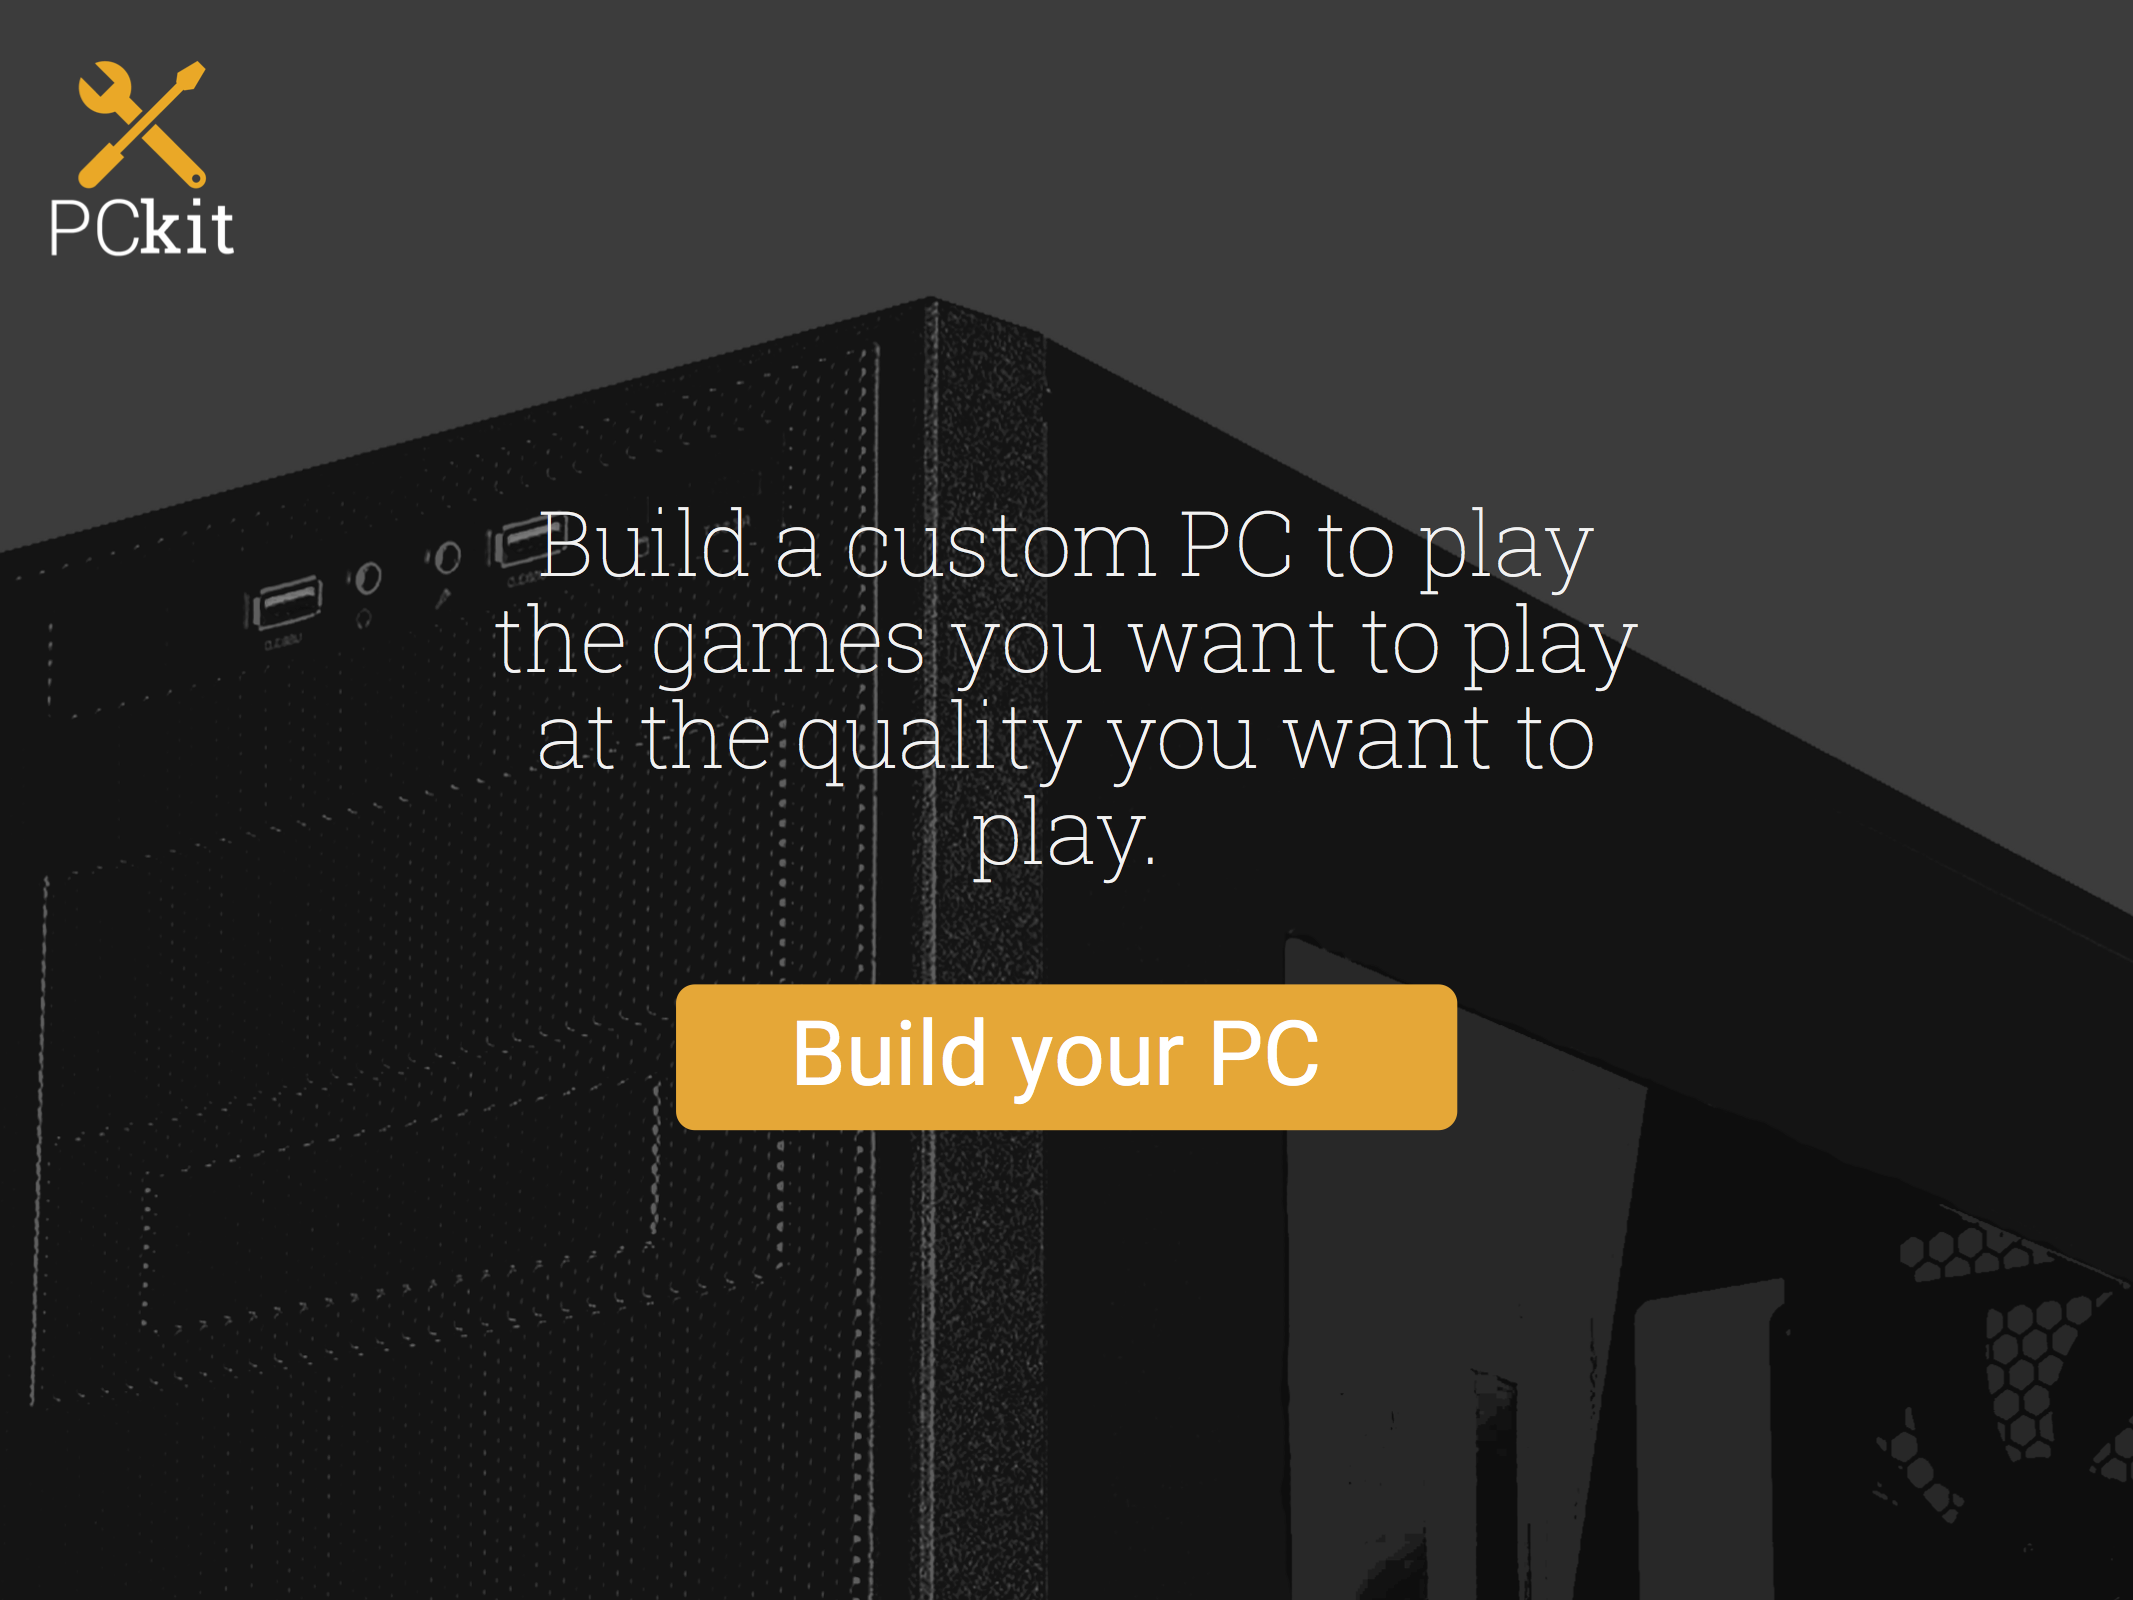 PCkit
Build a custom PC to play
the games you want to play
at the quality you want to
play.
Build your PC